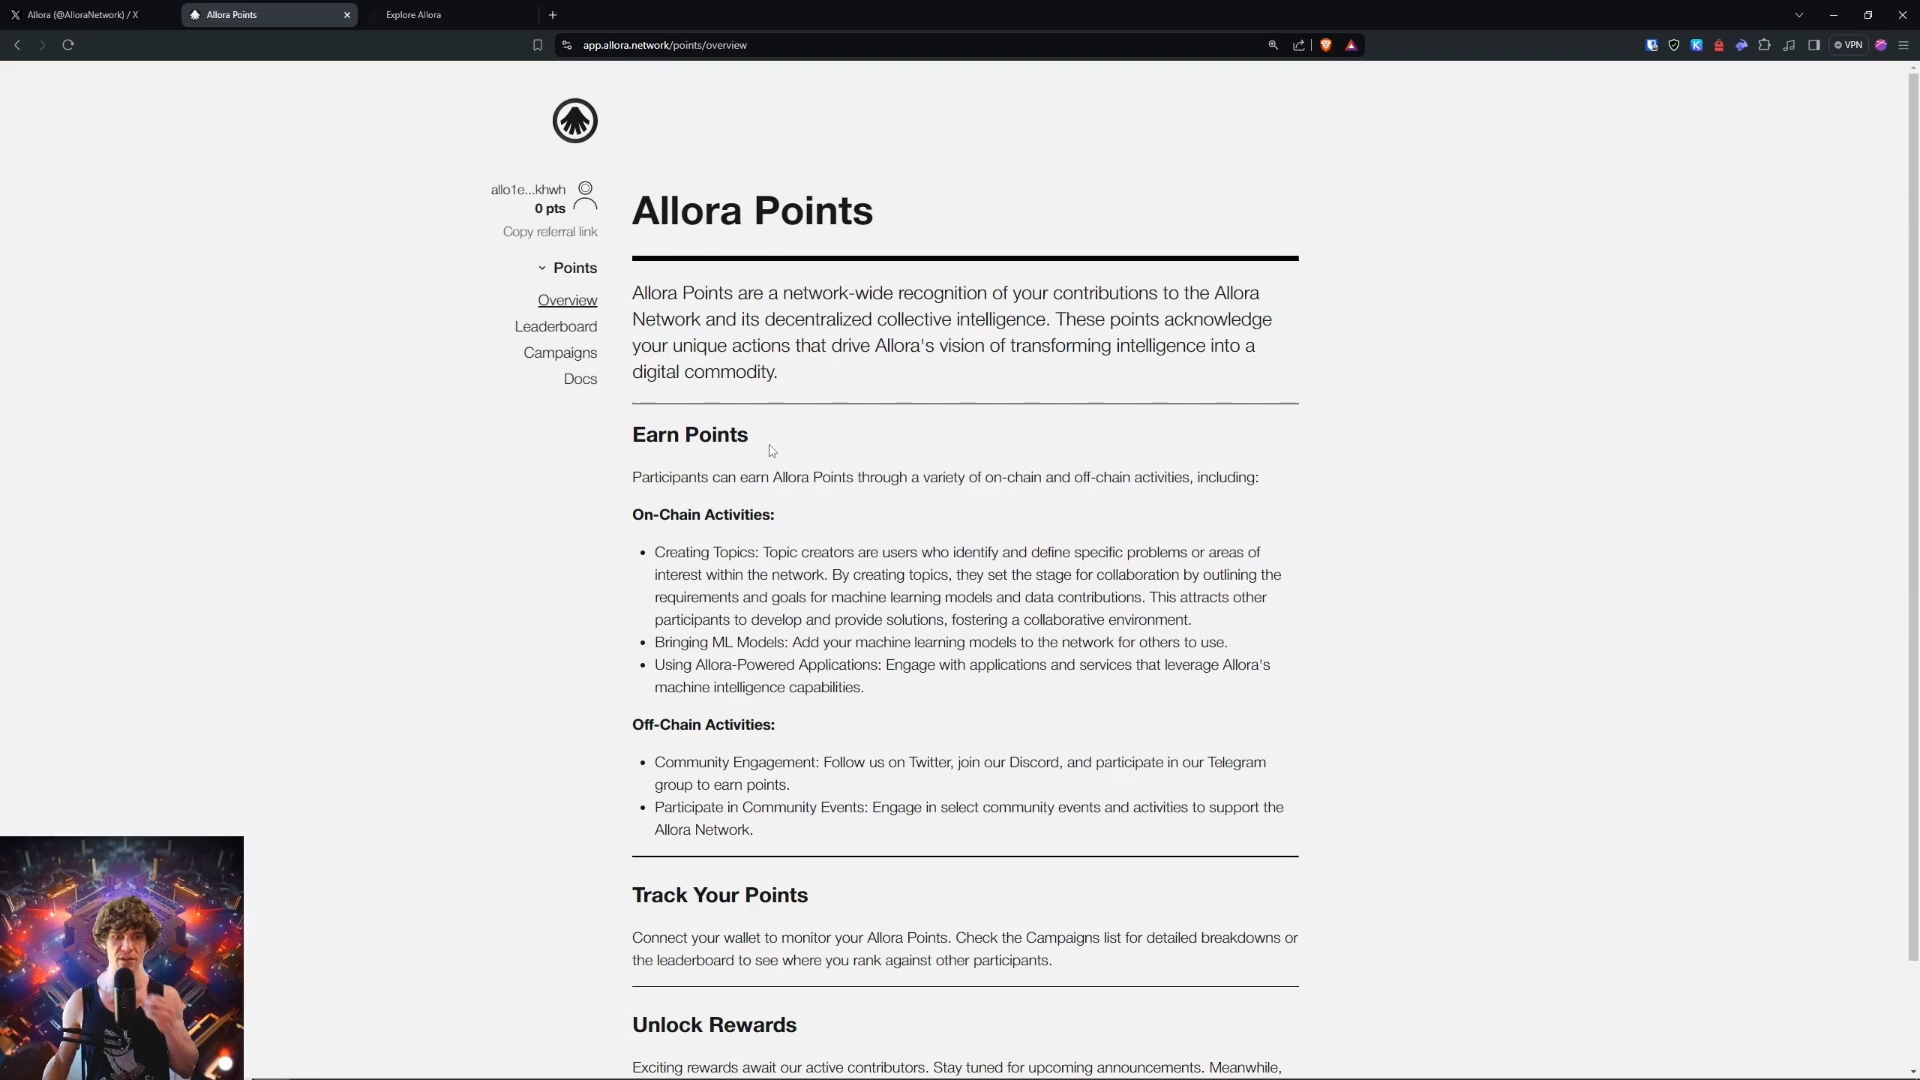 Allora (@AlloraNetwork) / X
Allora Points
Explore Allora
app.allora.network/points/overview
VPN
allo1e...khwh
0 pts
Copy referral link
Points
Overview
Leaderboard
Campaigns
Docs
Allora Points
Allora Points are a network-wide recognition of your contributions to the Allora
Network and its decentralized collective intelligence. These points acknowledge
your unique actions that drive Allora's vision of transforming intelligence into a
digital commodity.
Earn Points
Participants can earn Allora Points through a variety of on-chain and off-chain activities, including:
On-Chain Activities:
• Creating Topics: Topic creators are users who identify and define specific problems or areas of
interest within the network. By creating topics, they set the stage for collaboration by outlining the
requirements and goals for machine learning models and data contributions. This attracts other
participants to develop and provide solutions, fostering a collaborative environment.
• Bringing ML Models: Add your machine learning models to the network for others to use.
• Using Allora-Powered Applications: Engage with applications and services that leverage Allora's
machine intelligence capabilities.
Off-Chain Activities:
• Community Engagement: Follow us on Twitter, join our Discord, and participate in our Telegram
group to earn points.
• Participate in Community Events: Engage in select community events and activities to support the
Allora Network.
Track Your Points
Connect your wallet to monitor your Allora Points. Check the Campaigns list for detailed breakdowns or
the leaderboard to see where you rank against other participants.
Unlock Rewards
Exciting rewards await our active contributors. Stay tuned for upcoming announcements. Meanwhile,